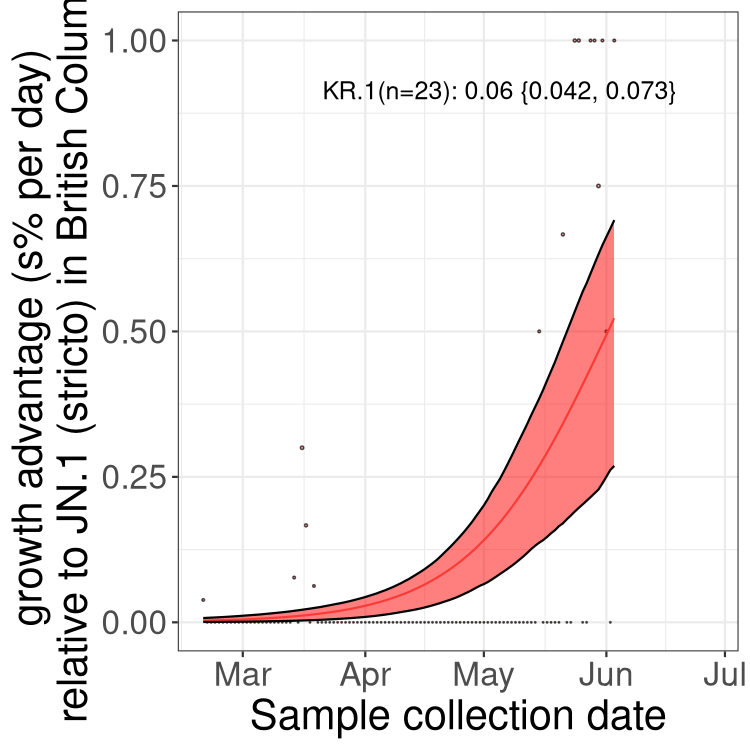 growth advantage (s% per day)
relative to JN.1 (stricto) in British Colum
1.00
0.75
0.50
0.25
0.00
KR.1(n=23): 0.06 {0.042, 0.073}
Mar Apr May Jun Jul
Sample collection date